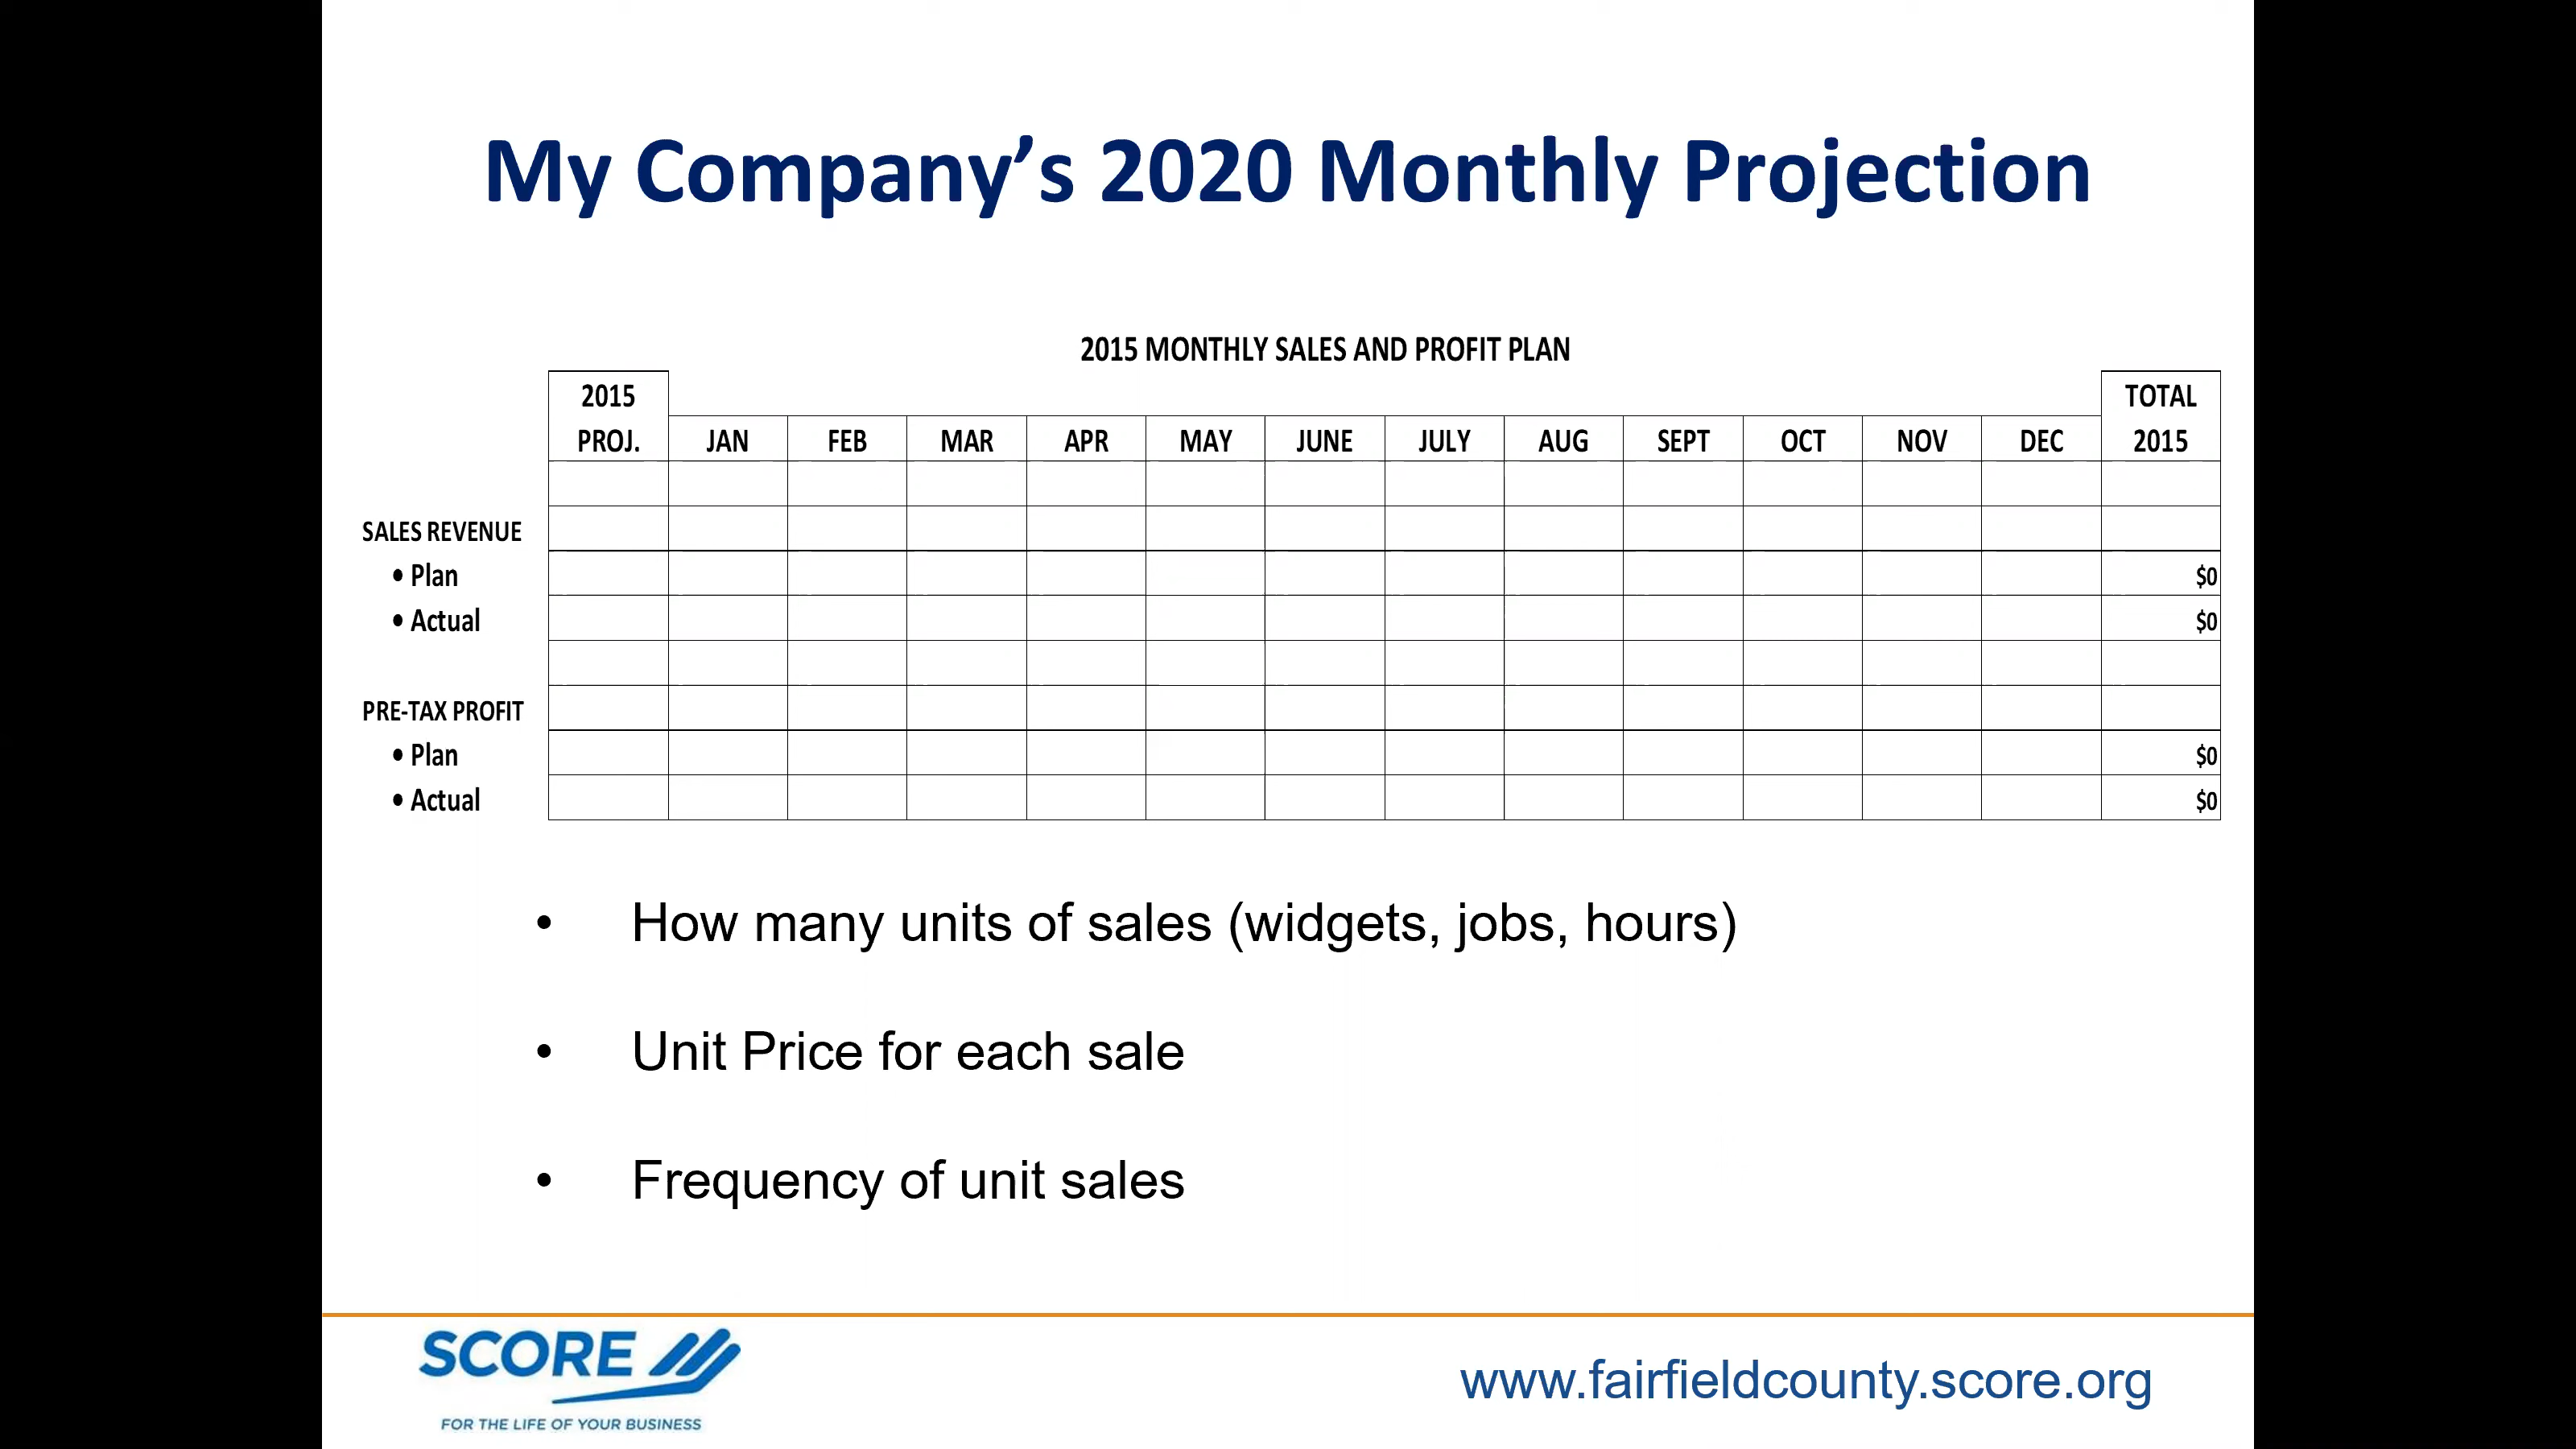 My Company’s 2020 Monthly Projection
2015 MONTHLY SALES AND PROFIT PLAN
2015 TOTAL
PROJ. JAN FEB MAR APR MAY JUNE JULY AUG SEPT OCT NOV DEC 2015
SALES REVENUE
• Plan $0
• Actual $0
PRE-TAX PROFIT
• Plan $0
• Actual $0
• How many units of sales (widgets, jobs, hours)
• Unit Price for each sale
• Frequency of unit sales
SCORE
FOR THE LIFE OF YOUR BUSINESS
www.fairfieldcounty.score.org